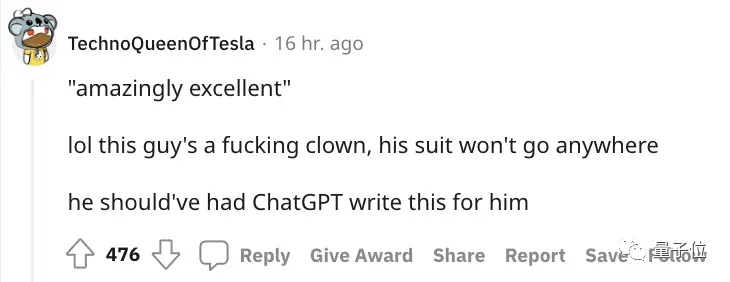 TechnoQueenOfTesla · 16 hr. ago
"amazingly excellent"
lol this guy's a fucking clown, his suit won't go anywhere
he should've had ChatGPT write this for him
476 Reply Give Award Share Report Save Follow
量子位